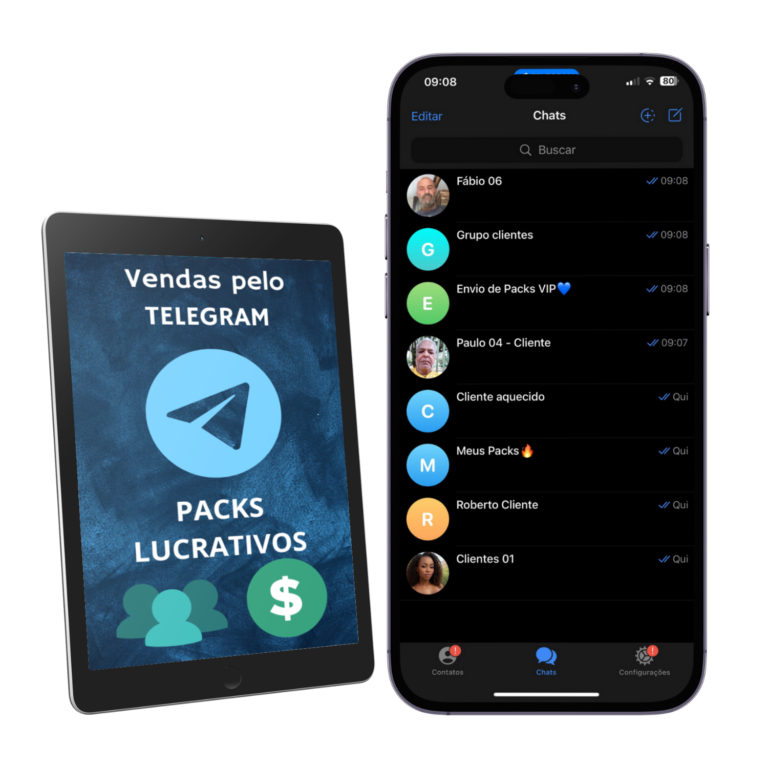 Vendas pelo
TELEGRAM
PACKS
LUCRATIVOS
$
09:08
80
Editar
Chats
Buscar
Fábio 06
09:08
G
Grupo clientes
09:08
E
Envio de Packs VIP💙
09:08
Paulo 04 - Cliente
09:07
C
Cliente aquecido
Qui
M
Meus Packs🔥
Qui
R
Roberto Cliente
Qui
Clientes 01
Qui
!
!
Contatos
Chats
Configurações